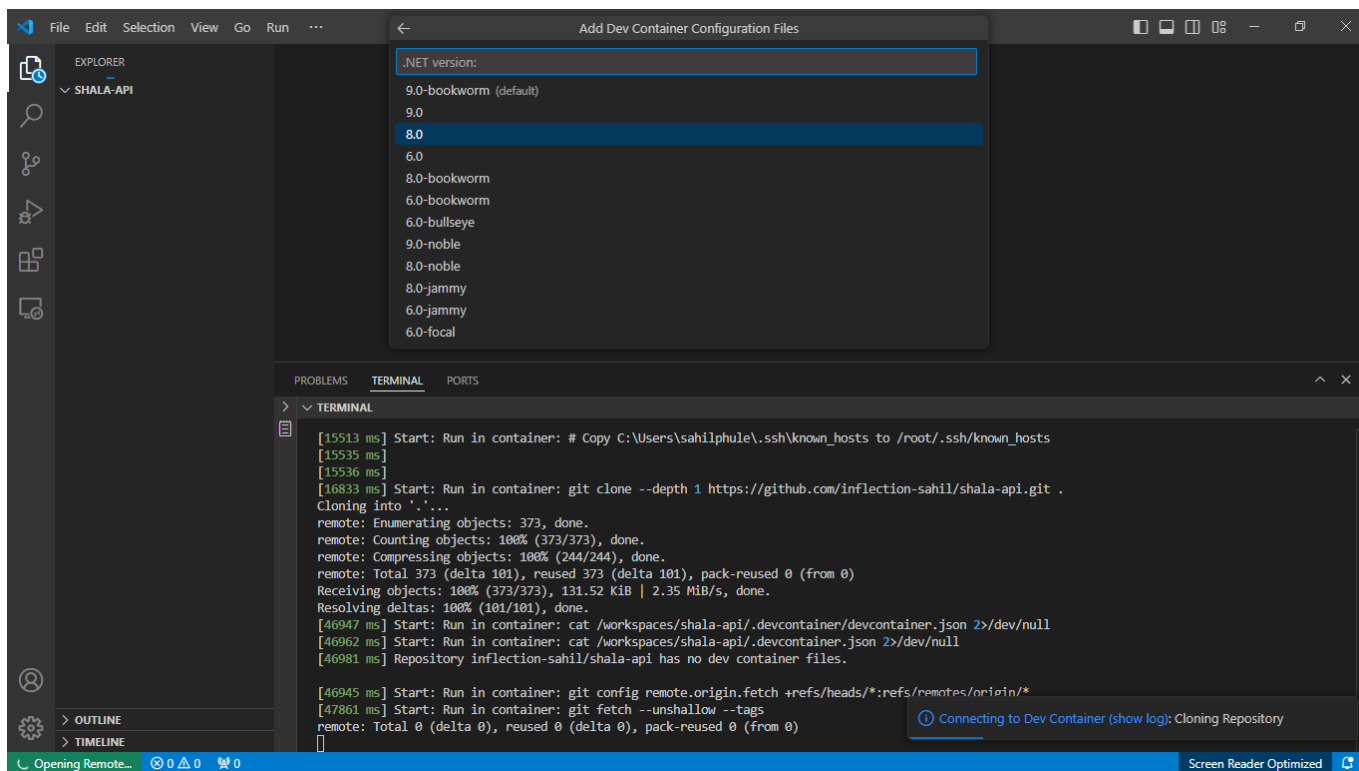 File Edit Selection View Go Run ···
Add Dev Container Configuration Files
.NET version:
9.0-bookworm (default)
9.0
8.0
6.0
8.0-bookworm
6.0-bookworm
6.0-bullseye
9.0-noble
8.0-noble
8.0-jammy
6.0-jammy
6.0-focal
EXPLORER
SHALA-API
OUTLINE
TIMELINE
PROBLEMS TERMINAL PORTS
TERMINAL
[15513 ms] Start: Run in container: # Copy C:\Users\sahilphule\.ssh\known_hosts to /root/.ssh/known_hosts
[15535 ms]
[15536 ms]
[16833 ms] Start: Run in container: git clone --depth 1 https://github.com/inflection-sahil/shala-api.git .
Cloning into '.'...
remote: Enumerating objects: 373, done.
remote: Counting objects: 100% (373/373), done.
remote: Compressing objects: 100% (244/244), done.
remote: Total 373 (delta 101), reused 373 (delta 101), pack-reused 0 (from 0)
Receiving objects: 100% (373/373), 131.52 KiB | 2.35 MiB/s, done.
Resolving deltas: 100% (101/101), done.
[46947 ms] Start: Run in container: cat /workspaces/shala-api/.devcontainer/devcontainer.json 2>/dev/null
[46962 ms] Start: Run in container: cat /workspaces/shala-api/.devcontainer.json 2>/dev/null
[46981 ms] Repository inflection-sahil/shala-api has no dev container files.
[46945 ms] Start: Run in container: git config remote.origin.fetch +refs/heads/*:refs/remotes/origin/*
[47861 ms] Start: Run in container: git fetch --unshallow --tags
remote: Total 0 (delta 0), reused 0 (delta 0), pack-reused 0 (from 0)
Connecting to Dev Container (show log): Cloning Repository
Opening Remote... 0 0 0
Screen Reader Optimized